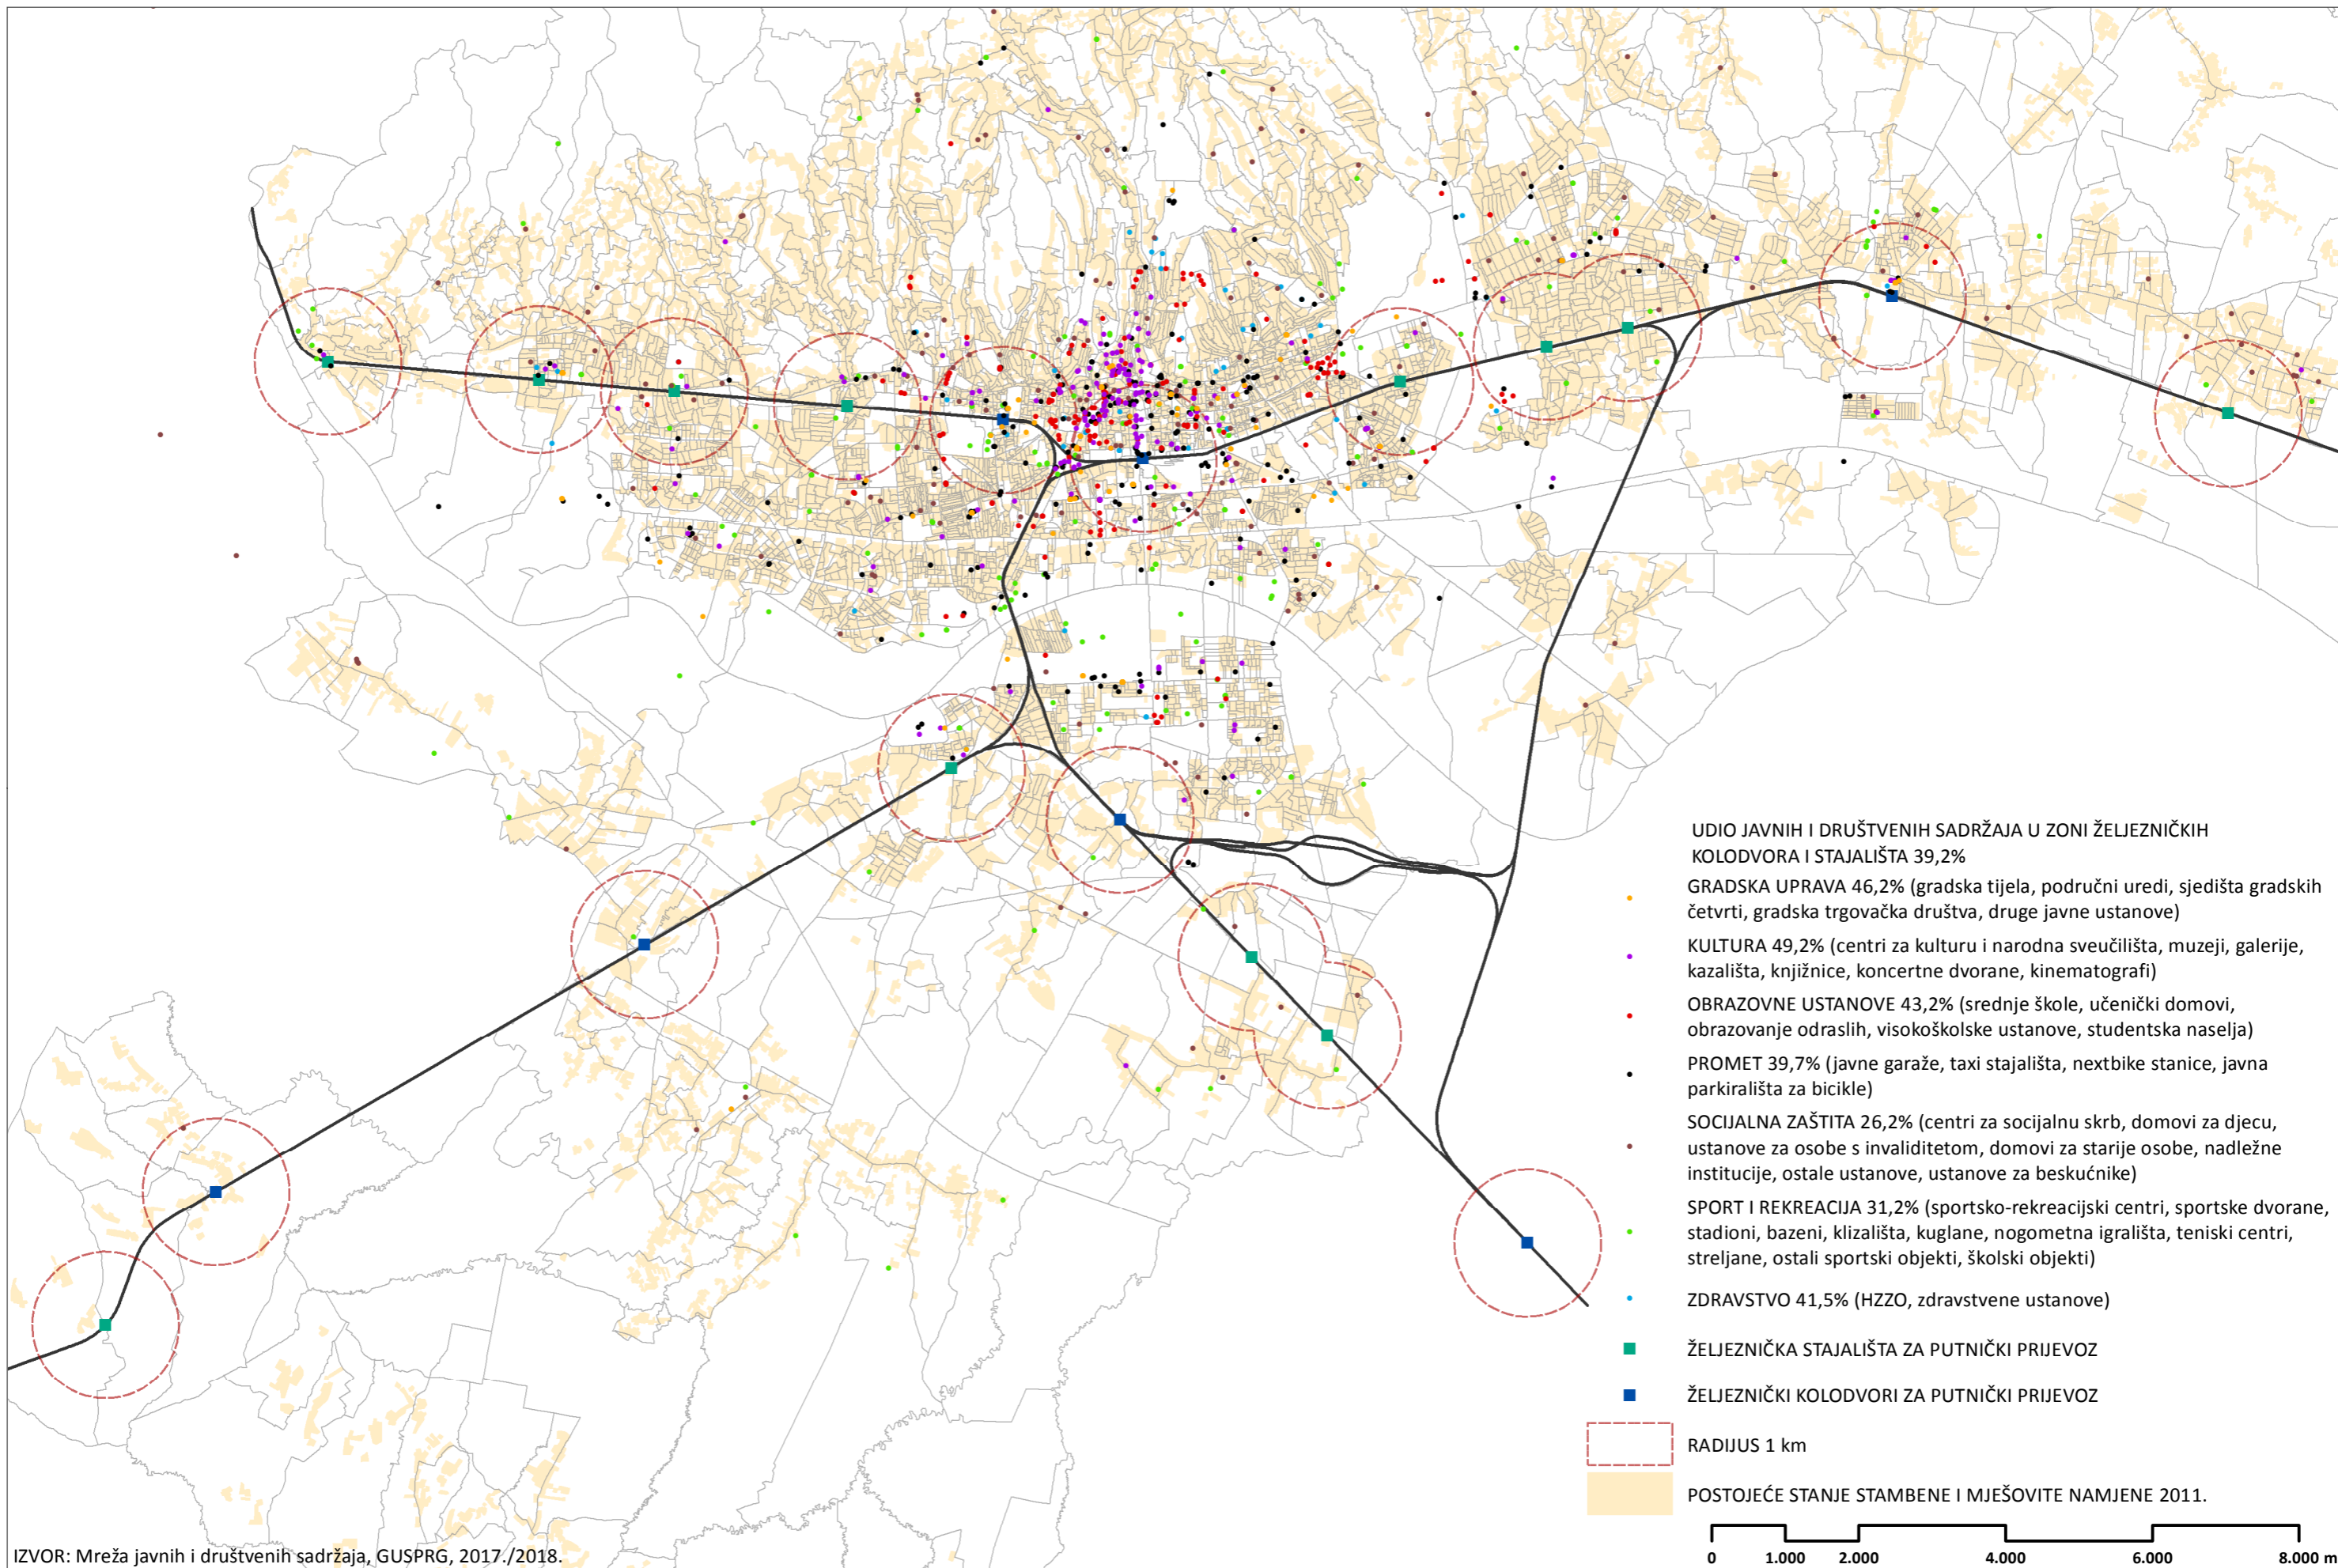 UDIO JAVNIH I DRUŠTVENIH SADRŽAJA U ZONI ŽELJEZNIČKIH
KOLODVORA I STAJALIŠTA 39,2%
GRADSKA UPRAVA 46,2% (gradska tijela, područni uredi, sjedišta gradskih
četvrti, gradska trgovačka društva, druge javne ustanove)
KULTURA 49,2% (centri za kulturu i narodna sveučilišta, muzeji, galerije,
kazališta, knjižnice, koncertne dvorane, kinematografi)
OBRAZOVNE USTANOVE 43,2% (srednje škole, učenički domovi,
obrazovanje odraslih, visokoškolske ustanove, studentska naselja)
PROMET 39,7% (javne garaže, taxi stajališta, nextbike stanice, javna
parkirališta za bicikle)
SOCIJALNA ZAŠTITA 26,2% (centri za socijalnu skrb, domovi za djecu,
ustanove za osobe s invaliditetom, domovi za starije osobe, nadležne
institucije, ostale ustanove, ustanove za beskućnike)
SPORT I REKREACIJA 31,2% (sportsko-rekreacijski centri, sportske dvorane,
stadioni, bazeni, klizališta, kuglane, nogometna igrališta, teniski centri,
streljane, ostali sportski objekti, školski objekti)
ZDRAVSTVO 41,5% (HZZO, zdravstvene ustanove)
ŽELJEZNIČKA STAJALIŠTA ZA PUTNIČKI PRIJEVOZ
ŽELJEZNIČKI KOLODVORI ZA PUTNIČKI PRIJEVOZ
RADIJUS 1 km
POSTOJEĆE STANJE STAMBENE I MJEŠOVITE NAMJENE 2011.
0 1.000 2.000 4.000 6.000 8.000 m
IZVOR: Mreža javnih i društvenih sadržaja, GUSPRG, 2017./2018.